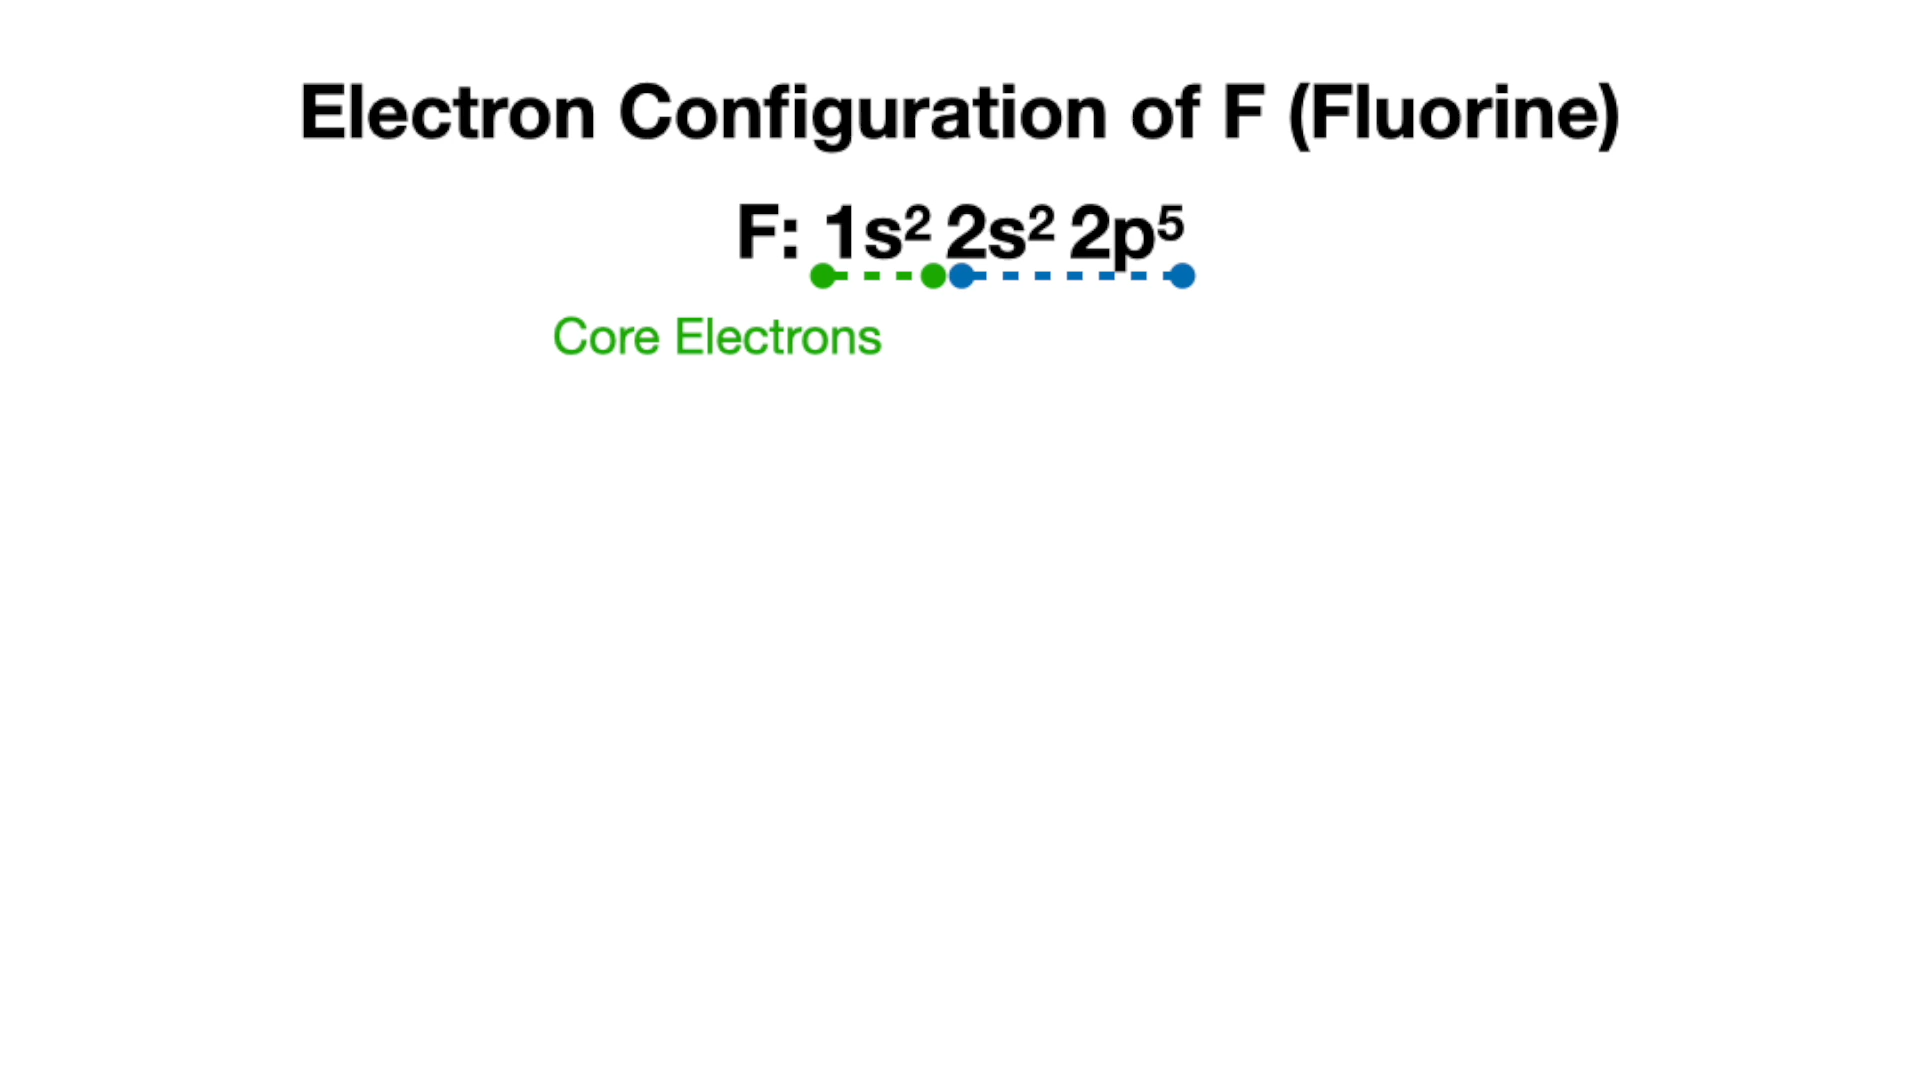 Electron Configuration of F (Fluorine)
F: 1s² 2s² 2p⁵
Core Electrons